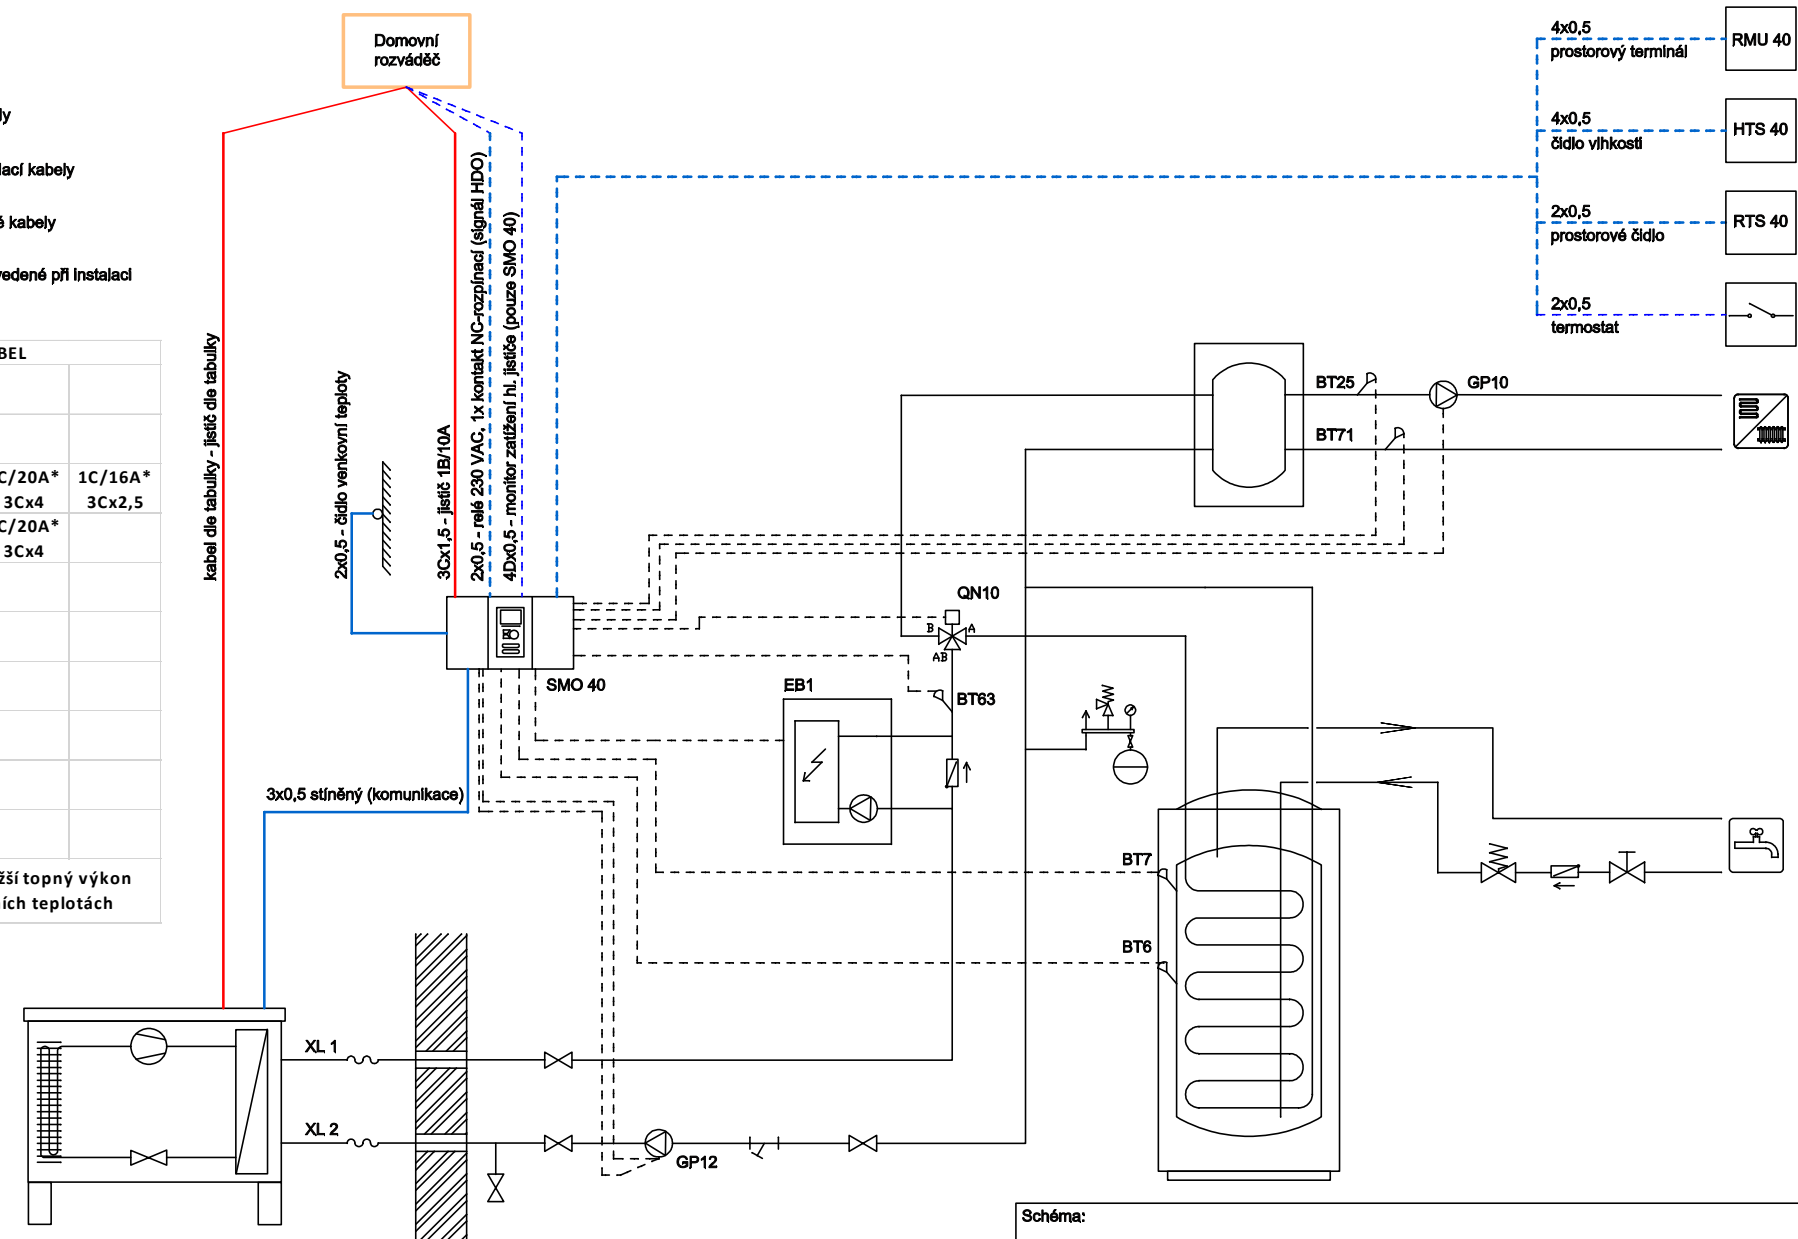 Domovní
rozváděč
4x0,5
prostorový terminál
RMU 40
4x0,5
čidlo vlhkosti
HTS 40
2x0,5
prostorové čidlo
RTS 40
2x0,5
termostat
lací kabely
kabely
vedené při instalaci
BEL
C/20A*
1C/16A*
3Cx4
3Cx2,5
C/20A*
3Cx4
žší topný výkon
ních teplotách
kabel dle tabulky - jistič dle tabulky
2x0,5 - čidlo venkovní teploty
3Cx1,5 - jistič 1B/10A
2x0,5 - relé 230 VAC, 1x kontakt NC-rozpínací (signál HDO)
4Dx0,5 - monitor zatížení hl. jističe (pouze SMO 40)
BT25
GP10
BT71
QN10
B
A
AB
SMO 40
EB1
BT63
3x0,5 stíněný (komunikace)
BT7
BT6
XL 1
XL 2
GP12
Schéma: